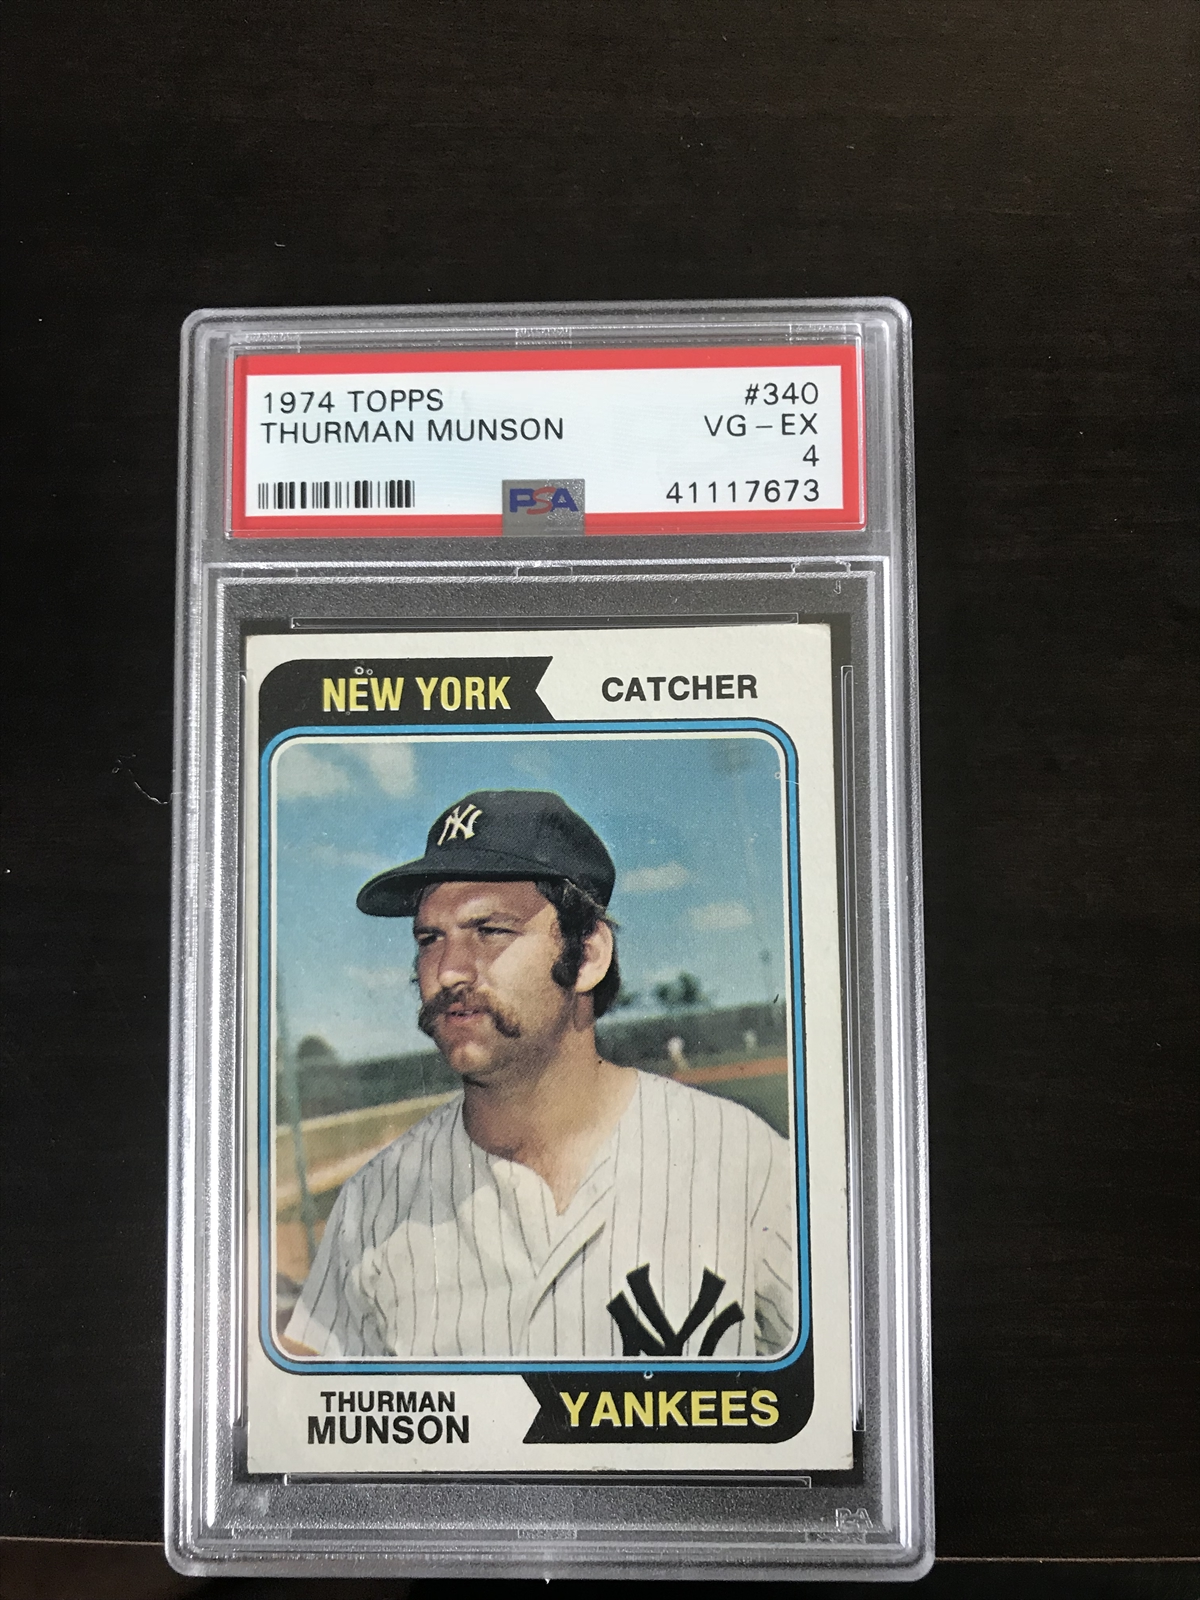 1974 TOPPS #340
THURMAN MUNSON VG-EX
4
PSA 41117673
NEW YORK CATCHER
NY
NY
THURMAN
MUNSON YANKEES